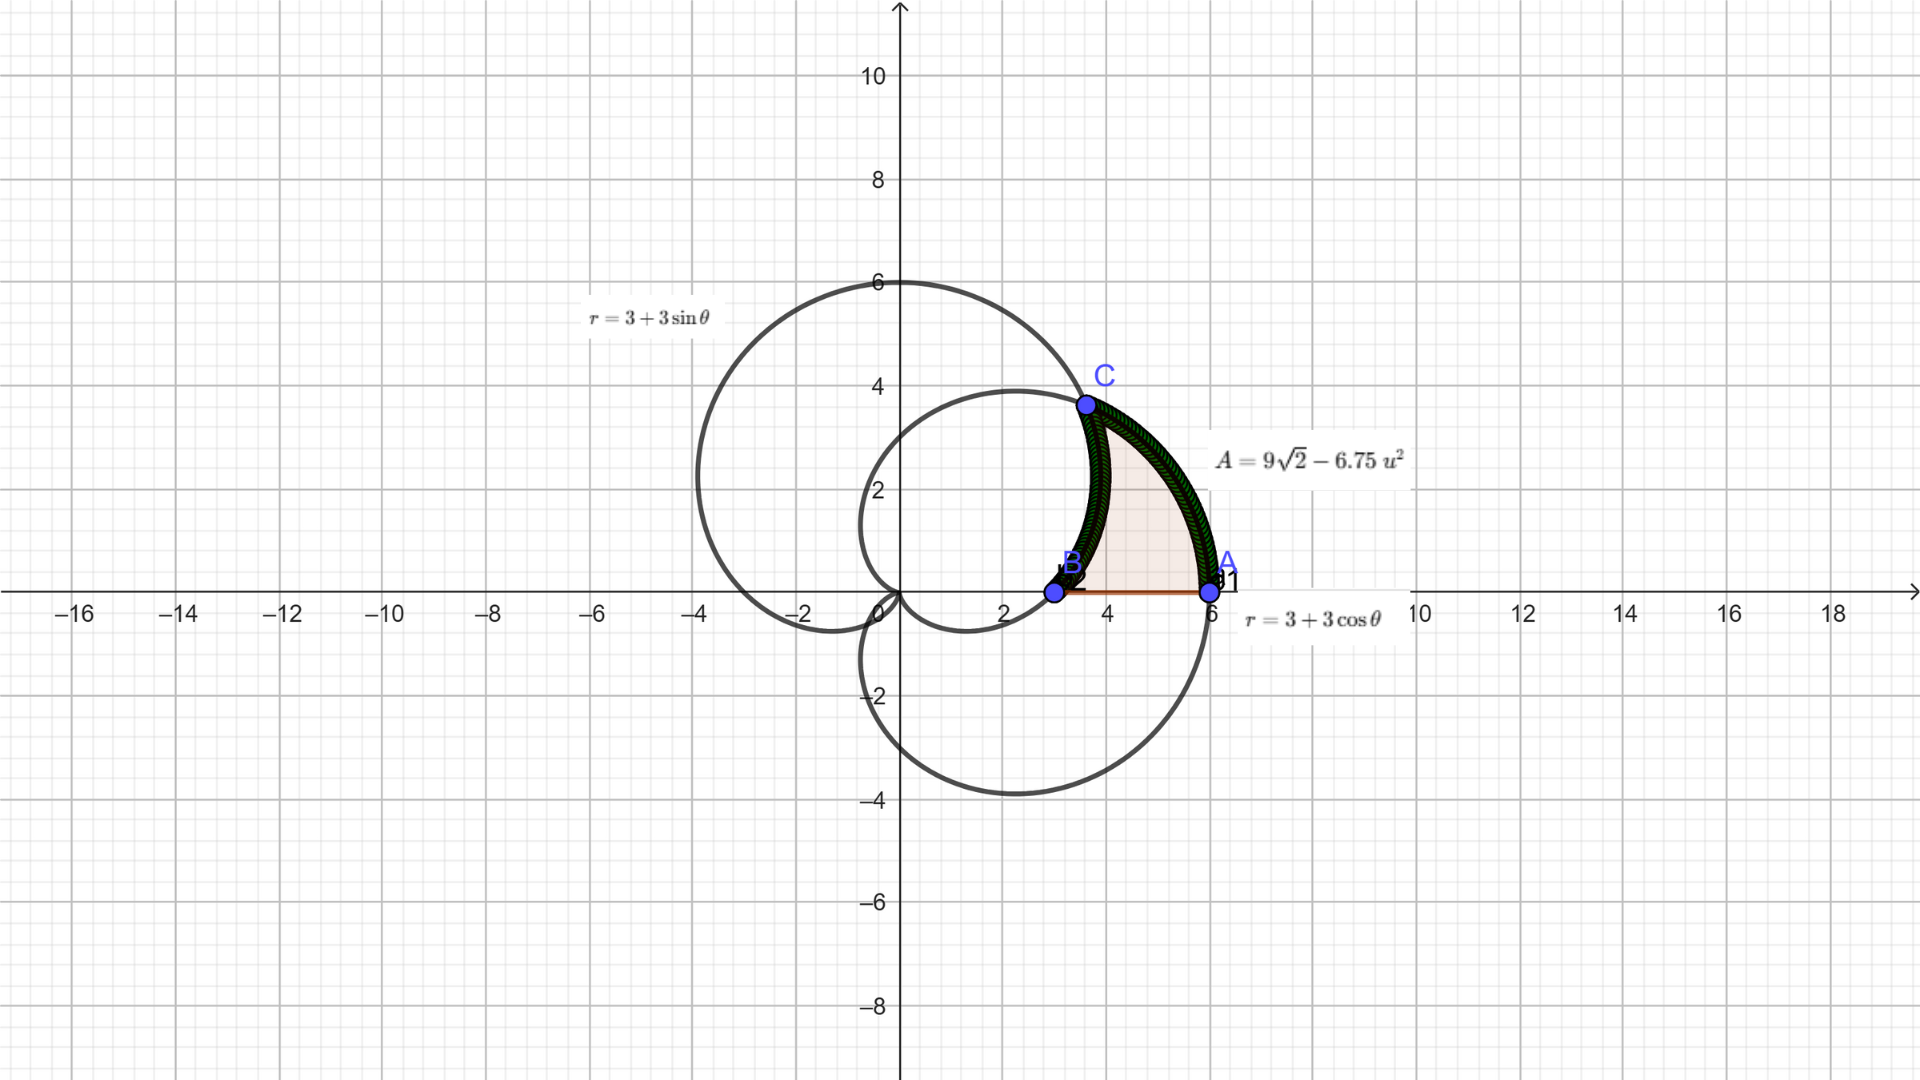 10
8
6
r = 3 + 3 sin θ
C
4
A = 9√2 − 6.75 u²
2
B A
−16 −14 −12 −10 −8 −6 −4 −2 0 2 4 6 10 12 14 16 18
r = 3 + 3 cos θ
−2
−4
−6
−8